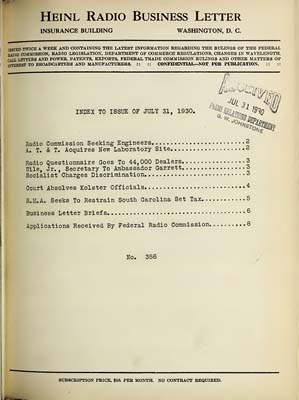 HEINL RADIO BUSINESS LETTER
INSURANCE BUILDING WASHINGTON, D. C.
ISSUED TWICE A WEEK AND CONTAINING THE LATEST INFORMATION REGARDING THE RULINGS OF THE FEDERAL
RADIO COMMISSION, RADIO LEGISLATION, DEPARTMENT OF COMMERCE REGULATIONS, CHANGES IN WAVELENGTH,
CALL LETTERS AND POWER, PATENTS, REPORTS, FEDERAL TRADE COMMISSION RULINGS AND OTHER MATTERS OF
INTEREST TO BROADCASTERS AND MANUFACTURERS. :: :: CONFIDENTIAL—NOT FOR PUBLICATION. :: ::
RECEIVED
JUL 31 1930
PRESS RELATIONS DEPARTMENT
G. W. JOHNSTONE
INDEX TO ISSUE OF JULY 31, 1930.
Radio Commission Seeking Engineers.......................2
A. T. & T. Acquires New Laboratory Site..................2
Radio Questionnaire Goes To 44,000 Dealers...............3
Tile, Jr., Secretary To Ambassador Garrett...............3
Socialist Charges Discrimination.........................3
Court Absolves Kolster Officials.........................4
R.M.A. Seeks To Restrain South Carolina Set Tax..........5
Business Letter Briefs...................................6
Applications Received By Federal Radio Commission........8
No. 356
SUBSCRIPTION PRICE, $10. PER MONTH. NO CONTRACT REQUIRED.